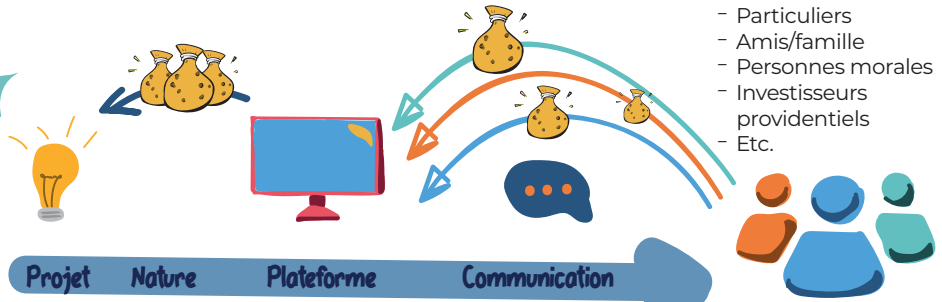 - Particuliers
- Amis/famille
- Personnes morales
- Investisseurs
providentiels
- Etc.
Projet Nature Plateforme Communication